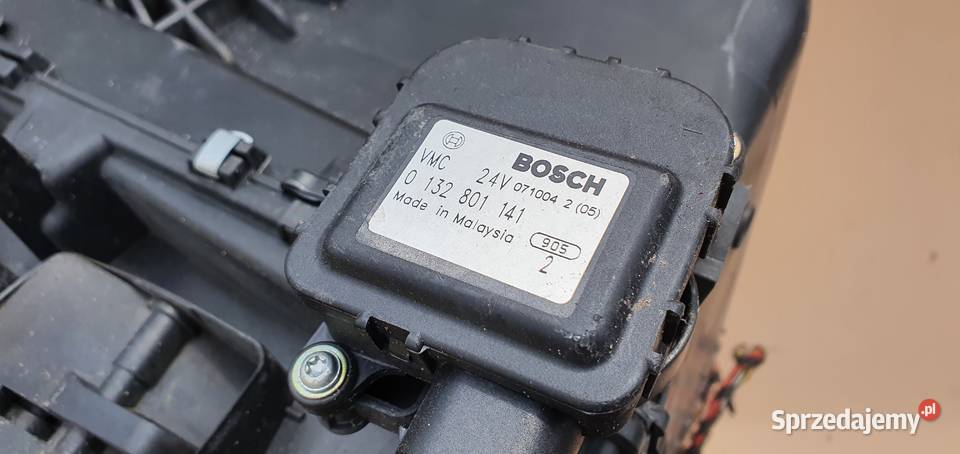 BOSCH
VMC 24V 071004 2 (05)
0 132 801 141
Made in Malaysia 905
2
Sprzedajemy.pl